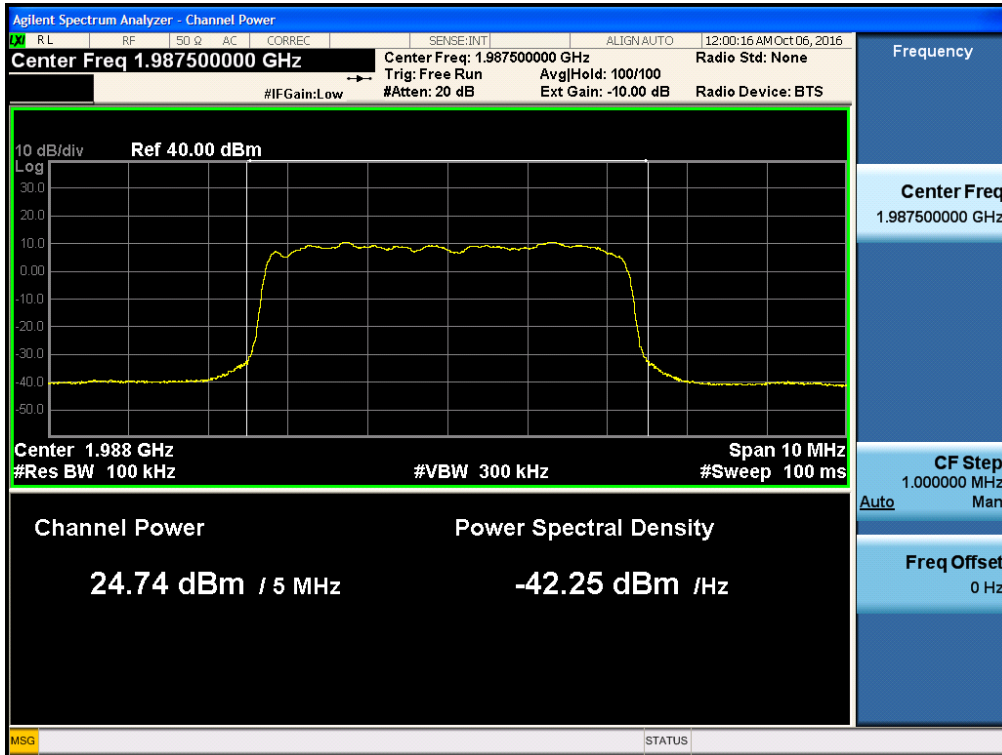 Agilent Spectrum Analyzer - Channel Power
LXI RL RF 50 Ω AC CORREC SENSE:INT ALIGN AUTO 12:00:16 AM Oct 06, 2016
Center Freq 1.987500000 GHz
Center Freq: 1.987500000 GHz Radio Std: None
Trig: Free Run Avg|Hold: 100/100
#IFGain:Low #Atten: 20 dB Ext Gain: -10.00 dB Radio Device: BTS
10 dB/div Ref 40.00 dBm
Log
30.0
20.0
10.0
0.00
-10.0
-20.0
-30.0
-40.0
-50.0
Center 1.988 GHz Span 10 MHz
#Res BW 100 kHz #VBW 300 kHz #Sweep 100 ms
Channel Power Power Spectral Density
24.74 dBm / 5 MHz -42.25 dBm /Hz
MSG STATUS
Frequency
Center Freq
1.987500000 GHz
CF Step
1.000000 MHz
Auto Man
Freq Offset
0 Hz